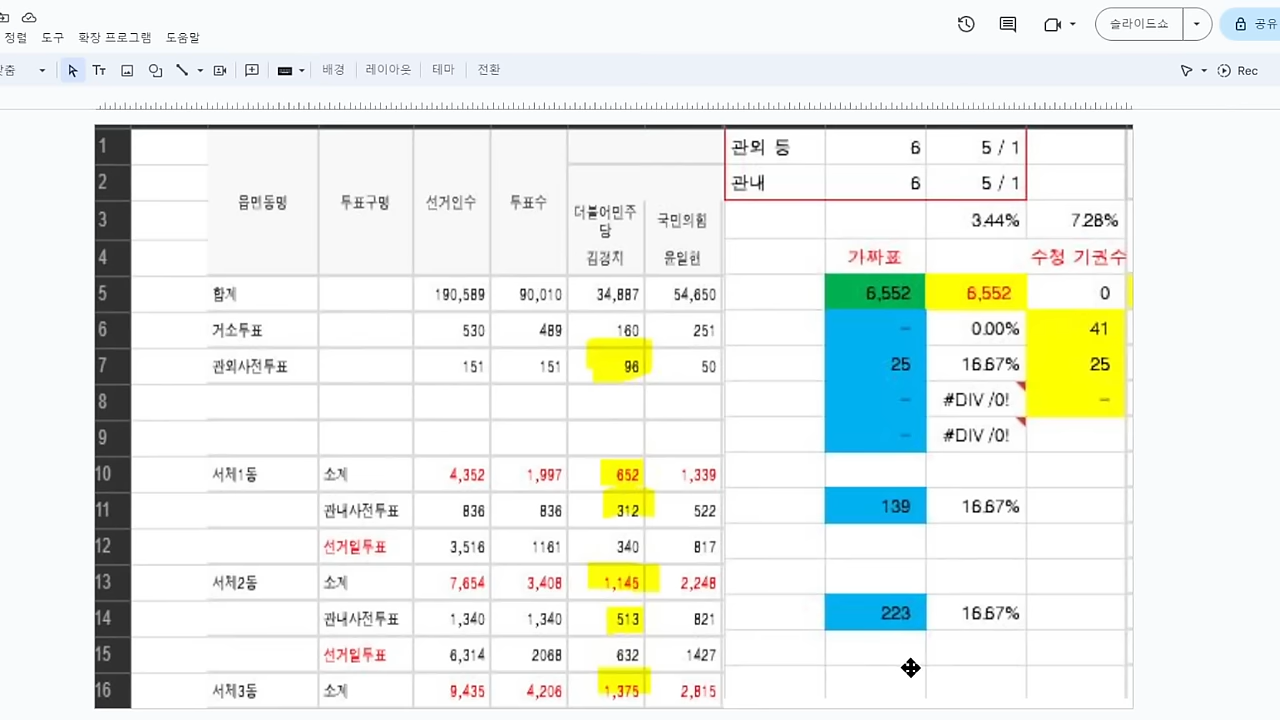 정렬 도구 확장 프로그램 도움말
슬라이드쇼 공유
배경 레이아웃 테마 전환 Rec
1 관외 등 6 5 / 1
2 관내 6 5 / 1
읍면동명 투표구명 선거인수 투표수
3 더불어민주당 국민의힘 3.44% 7.28%
4 김경지 윤일현 가짜표 수정 기권수
5 합계 190,589 90,010 34,887 54,650 6,552 6,552 0
6 거소투표 530 489 160 251 - 0.00% 41
7 관외사전투표 151 151 96 50 25 16.67% 25
8 - #DIV /0! -
9 - #DIV /0!
10 서체1동 소계 4,352 1,997 652 1,339
11 관내사전투표 836 836 312 522 139 16.67%
12 선거일투표 3,516 1161 340 817
13 서체2동 소계 7,654 3,408 1,145 2,248
14 관내사전투표 1,340 1,340 513 821 223 16.67%
15 선거일투표 6,314 2068 632 1427
16 서체3동 소계 9,435 4,206 1,375 2,815